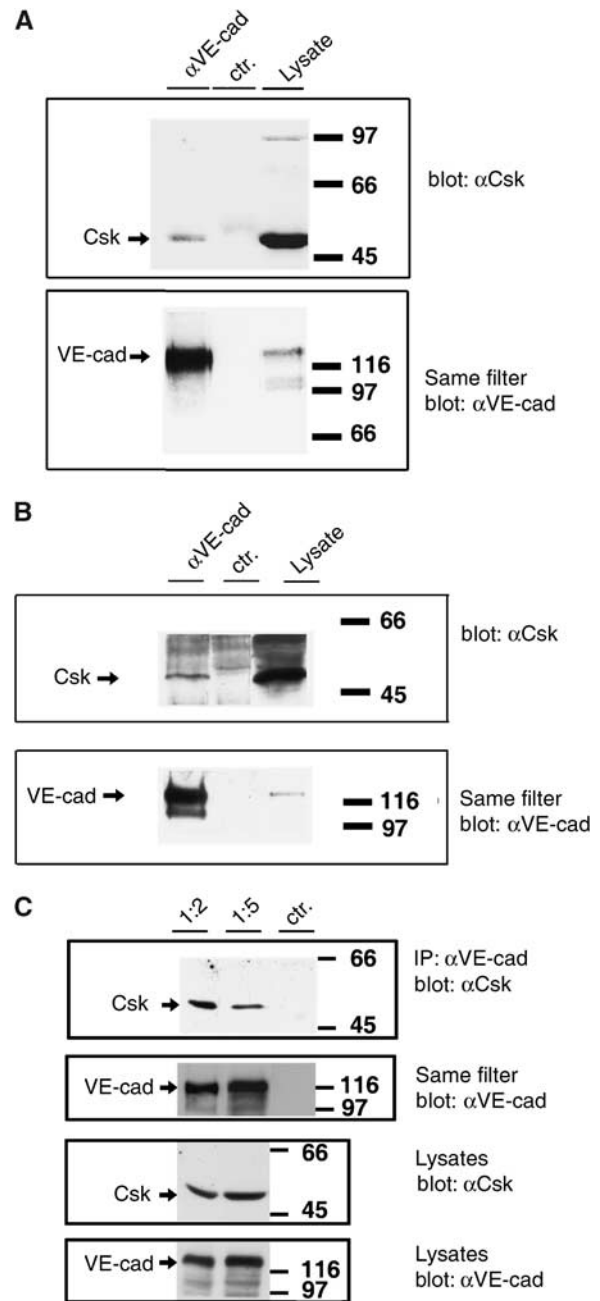 A
αVE-cad ctr. Lysate
97
66
Csk
45
blot: αCsk
VE-cad
116
97
66
Same filter
blot: αVE-cad
B
αVE-cad ctr. Lysate
66
Csk
45
blot: αCsk
VE-cad
116
97
Same filter
blot: αVE-cad
C
1:2 1:5 ctr.
66
Csk
45
IP: αVE-cad
blot: αCsk
VE-cad
116
97
Same filter
blot: αVE-cad
66
Csk
45
Lysates
blot: αCsk
VE-cad
116
97
Lysates
blot: αVE-cad